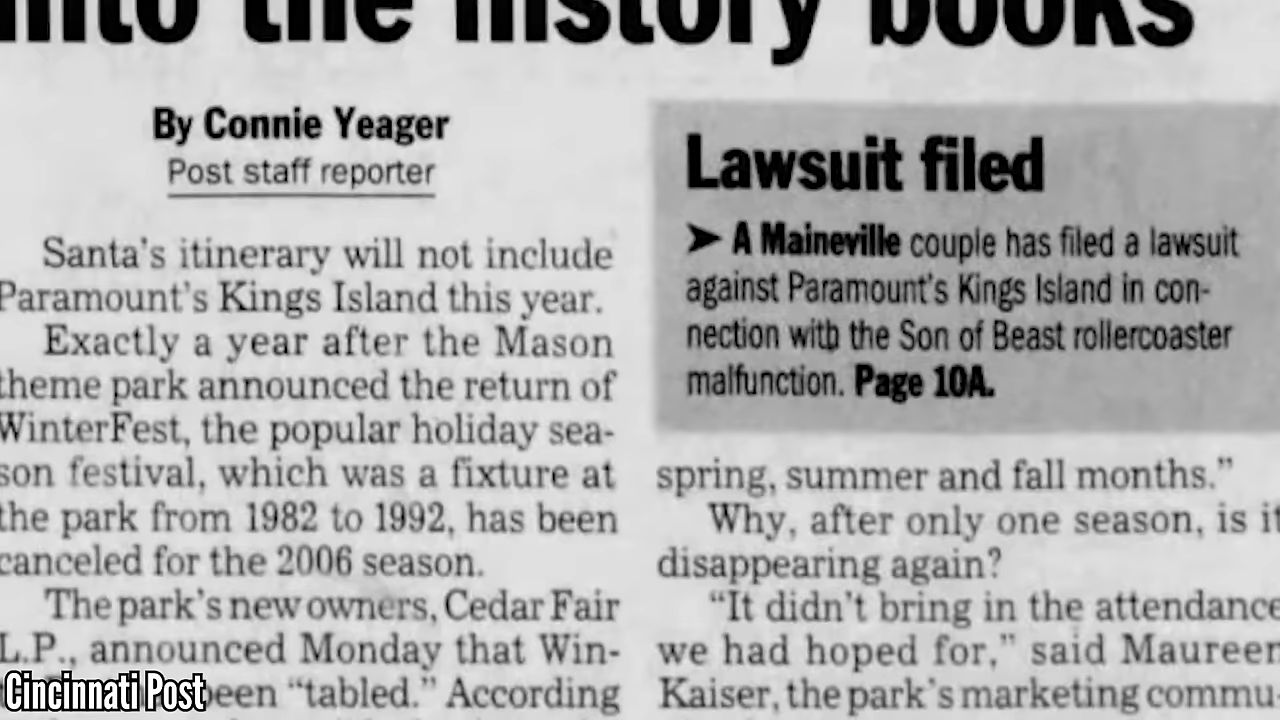 into the history books
By Connie Yeager
Post staff reporter
Santa's itinerary will not include
Paramount's Kings Island this year.
Exactly a year after the Mason
theme park announced the return of
WinterFest, the popular holiday sea-
son festival, which was a fixture at
the park from 1982 to 1992, has been
canceled for the 2006 season.
The park's new owners, Cedar Fair
L.P., announced Monday that Win-
been "tabled." According
Lawsuit filed
➤ A Maineville couple has filed a lawsuit
against Paramount's Kings Island in con-
nection with the Son of Beast rollercoaster
malfunction. Page 10A.
spring, summer and fall months."
Why, after only one season, is it
disappearing again?
"It didn't bring in the attendance
we had hoped for," said Maureen
Kaiser, the park's marketing commu
Cincinnati Post